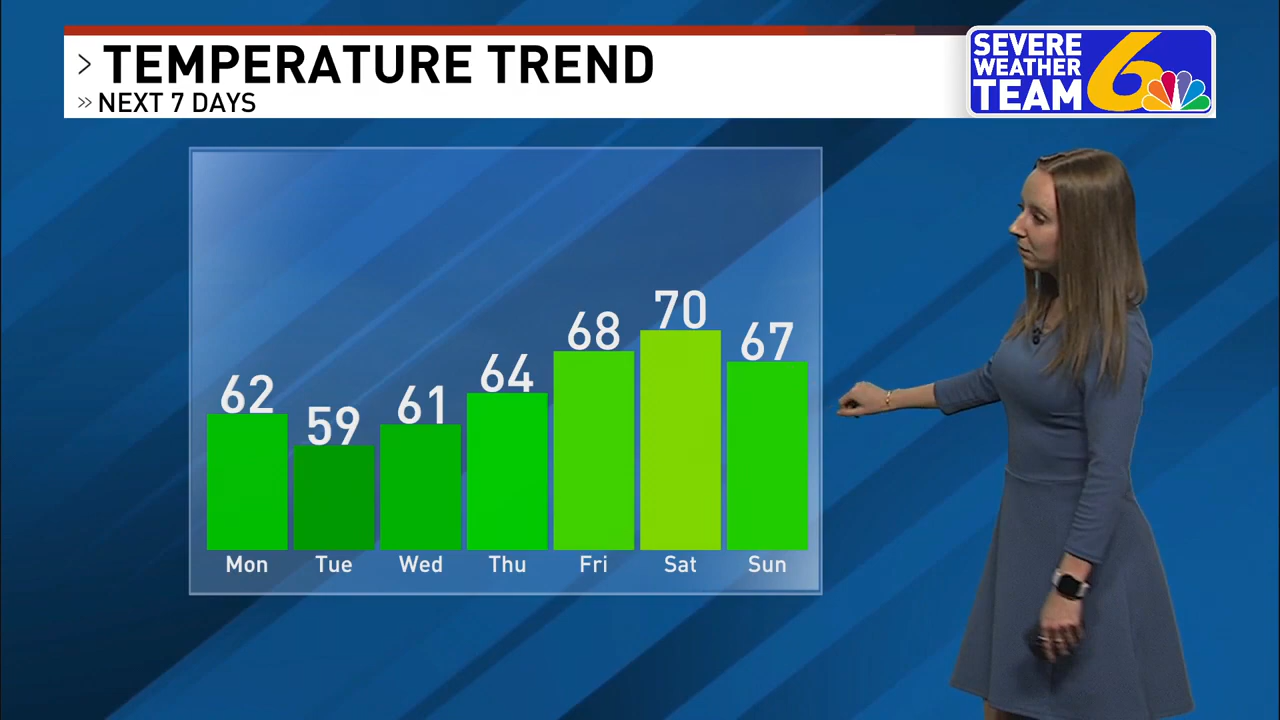 > TEMPERATURE TREND
» NEXT 7 DAYS
SEVERE
WEATHER
TEAM 6
62 59 61 64 68 70 67
Mon Tue Wed Thu Fri Sat Sun